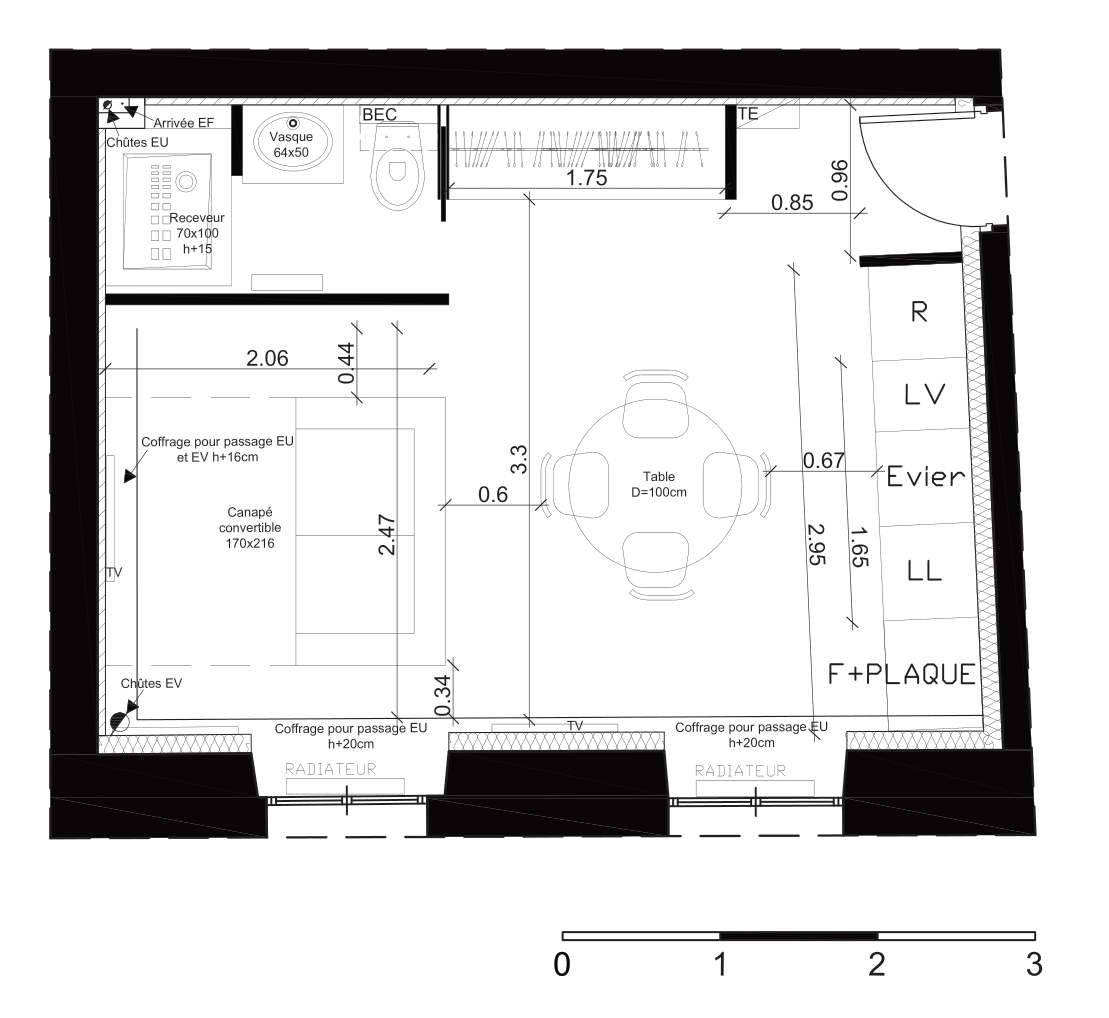 BEC
TE
Arrivée EF
Chûtes EU
Vasque
64x50
1.75
0.96
0.85
Receveur
70x100
h+15
R
2.06
0.44
LV
Coffrage pour passage EU
et EV h+16cm
3.3
0.67
Evier
Table
D=100cm
0.6
Canapé
convertible
170x216
2.47
2.95
1.65
TV
LL
Chûtes EV
0.34
F+PLAQUE
Coffrage pour passage EU
h+20cm
TV
Coffrage pour passage EU
h+20cm
RADIATEUR
RADIATEUR
0 1 2 3